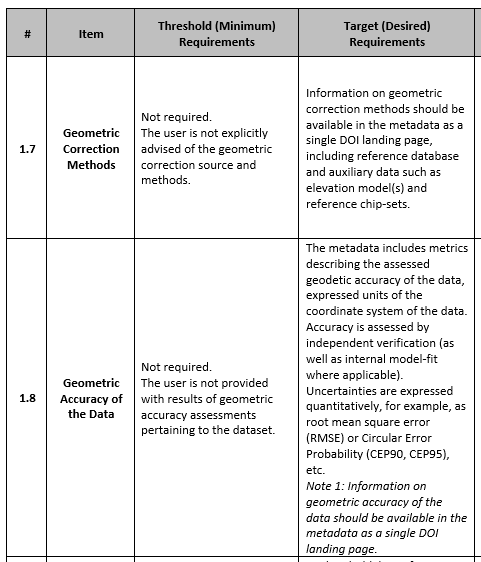 #
Item
Threshold (Minimum)
Requirements
Target (Desired)
Requirements
1.7
Geometric
Correction
Methods
Not required.
The user is not explicitly
advised of the geometric
correction source and
methods.
Information on geometric
correction methods should be
available in the metadata as a
single DOI landing page,
including reference database
and auxiliary data such as
elevation model(s) and
reference chip-sets.
1.8
Geometric
Accuracy of
the Data
Not required.
The user is not provided
with results of geometric
accuracy assessments
pertaining to the dataset.
The metadata includes metrics
describing the assessed
geodetic accuracy of the data,
expressed units of the
coordinate system of the data.
Accuracy is assessed by
independent verification (as
well as internal model-fit
where applicable).
Uncertainties are expressed
quantitatively, for example, as
root mean square error
(RMSE) or Circular Error
Probability (CEP90, CEP95),
etc.
Note 1: Information on
geometric accuracy of the
data should be available in the
metadata as a single DOI
landing page.